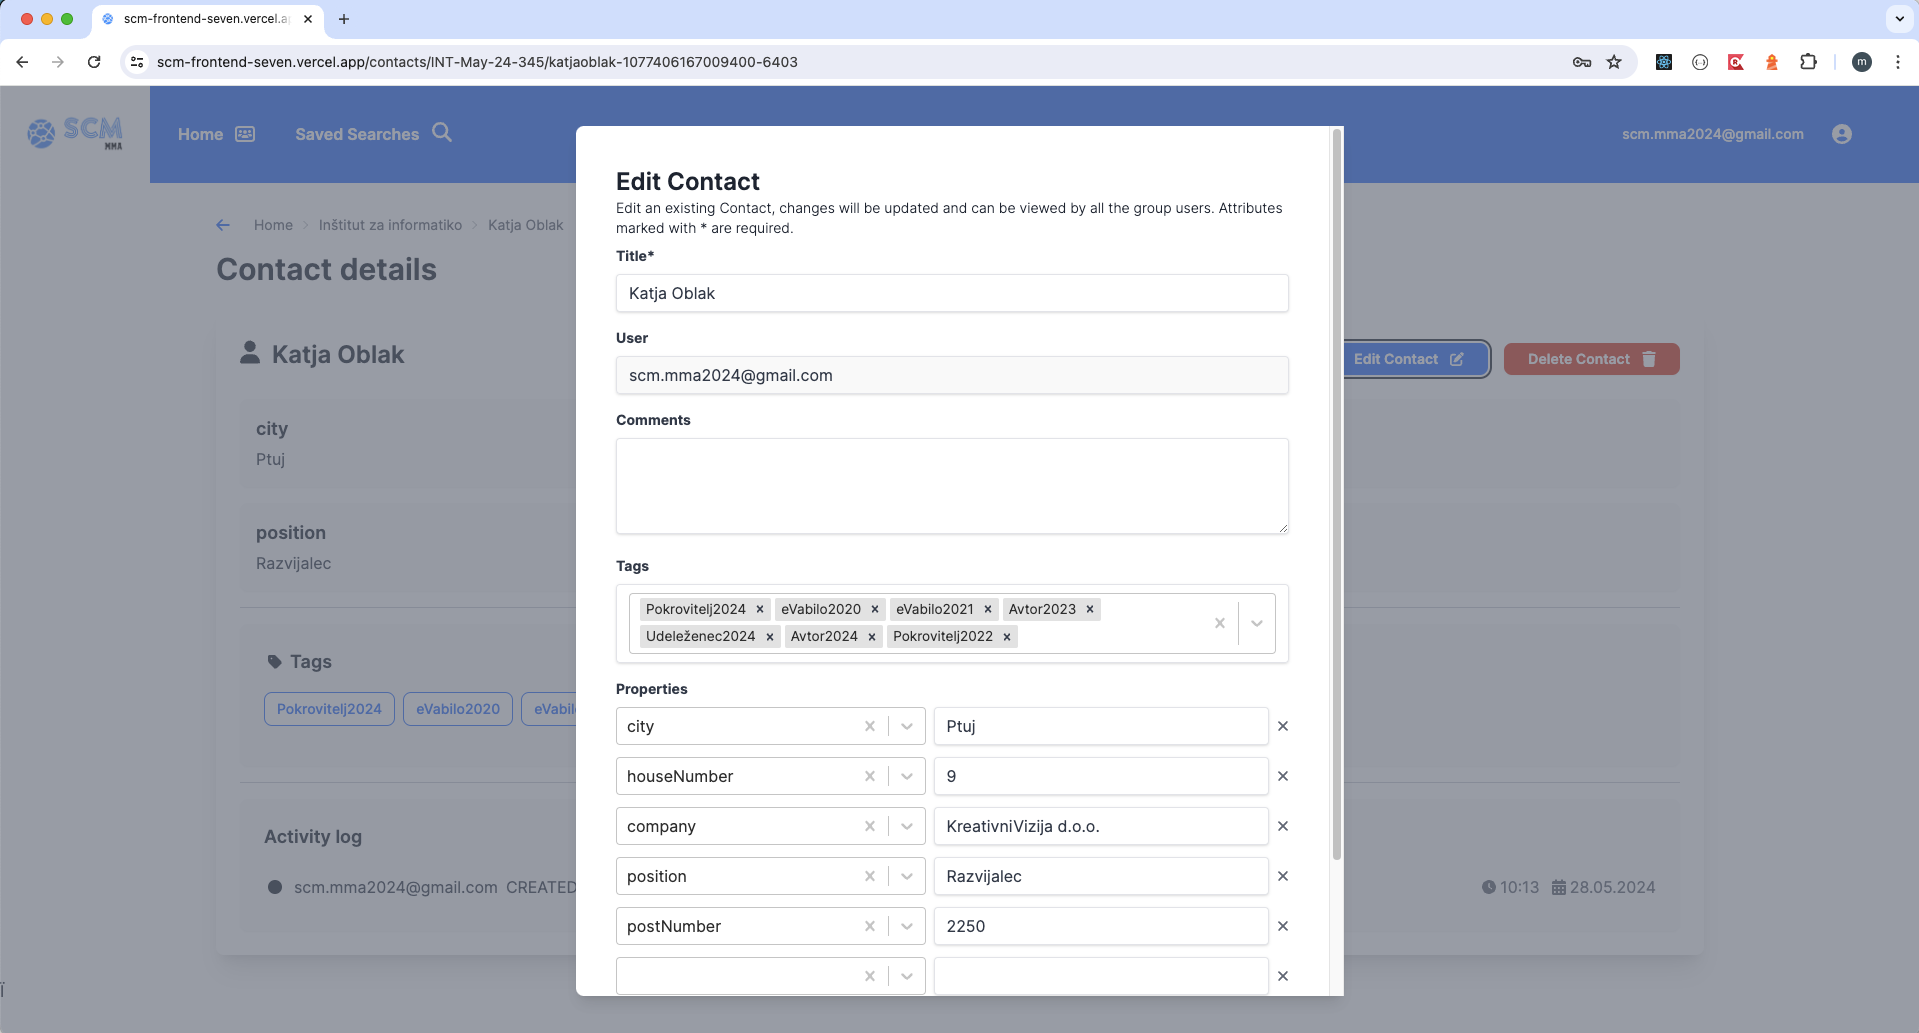 scm-frontend-seven.vercel.a
scm-frontend-seven.vercel.app/contacts/INT-May-24-345/katjaoblak-1077406167009400-6403
m
SCM
MMA
Home
Saved Searches
scm.mma2024@gmail.com
Home
Inštitut za informatiko
Katja Oblak
Contact details
Katja Oblak
Edit Contact
Delete Contact
city
Ptuj
position
Razvijalec
Tags
Pokrovitelj2024
eVabilo2020
eVabil
Activity log
scm.mma2024@gmail.com CREATED
10:13
28.05.2024
Edit Contact
Edit an existing Contact, changes will be updated and can be viewed by all the group users. Attributes
marked with * are required.
Title*
Katja Oblak
User
scm.mma2024@gmail.com
Comments
Tags
Pokrovitelj2024 eVabilo2020 eVabilo2021 Avtor2023
Udeleženec2024 Avtor2024 Pokrovitelj2022
Properties
city Ptuj
houseNumber 9
company KreativniVizija d.o.o.
position Razvijalec
postNumber 2250